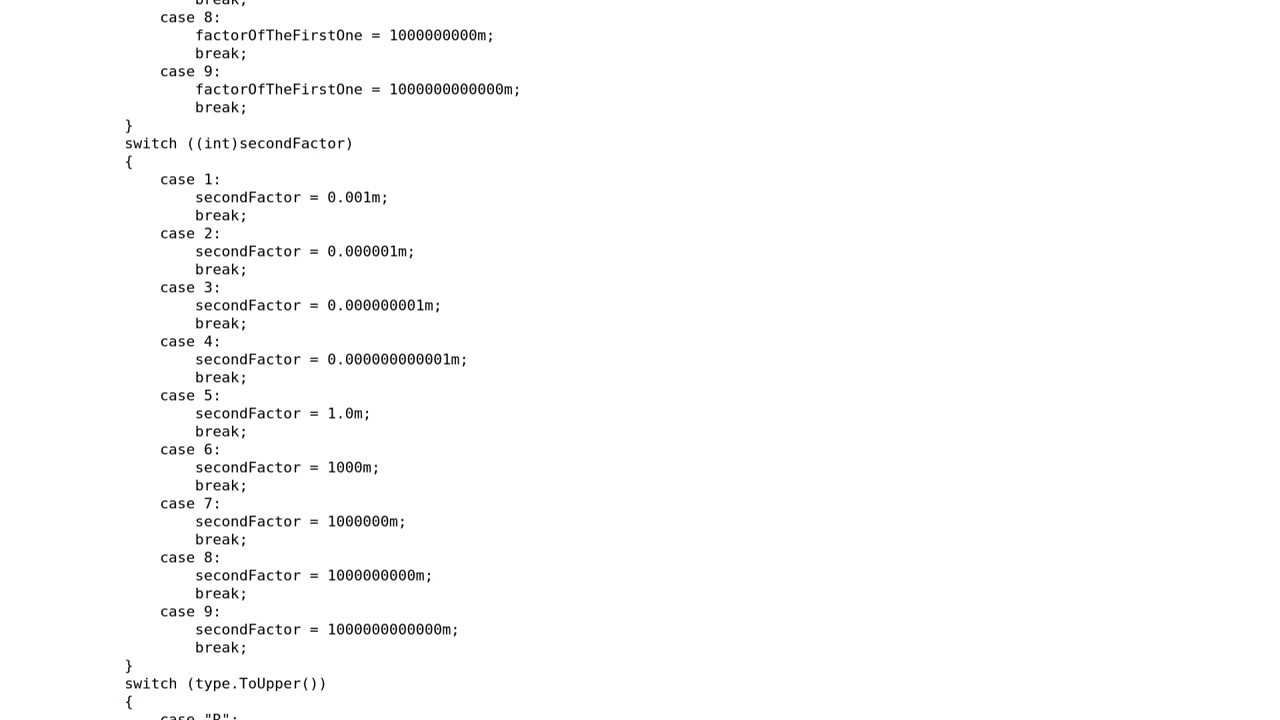 break;
case 8:
factorOfTheFirstOne = 1000000000m;
break;
case 9:
factorOfTheFirstOne = 1000000000000m;
break;
}
switch ((int)secondFactor)
{
case 1:
secondFactor = 0.001m;
break;
case 2:
secondFactor = 0.000001m;
break;
case 3:
secondFactor = 0.000000001m;
break;
case 4:
secondFactor = 0.000000000001m;
break;
case 5:
secondFactor = 1.0m;
break;
case 6:
secondFactor = 1000m;
break;
case 7:
secondFactor = 1000000m;
break;
case 8:
secondFactor = 1000000000m;
break;
case 9:
secondFactor = 1000000000000m;
break;
}
switch (type.ToUpper())
{
case